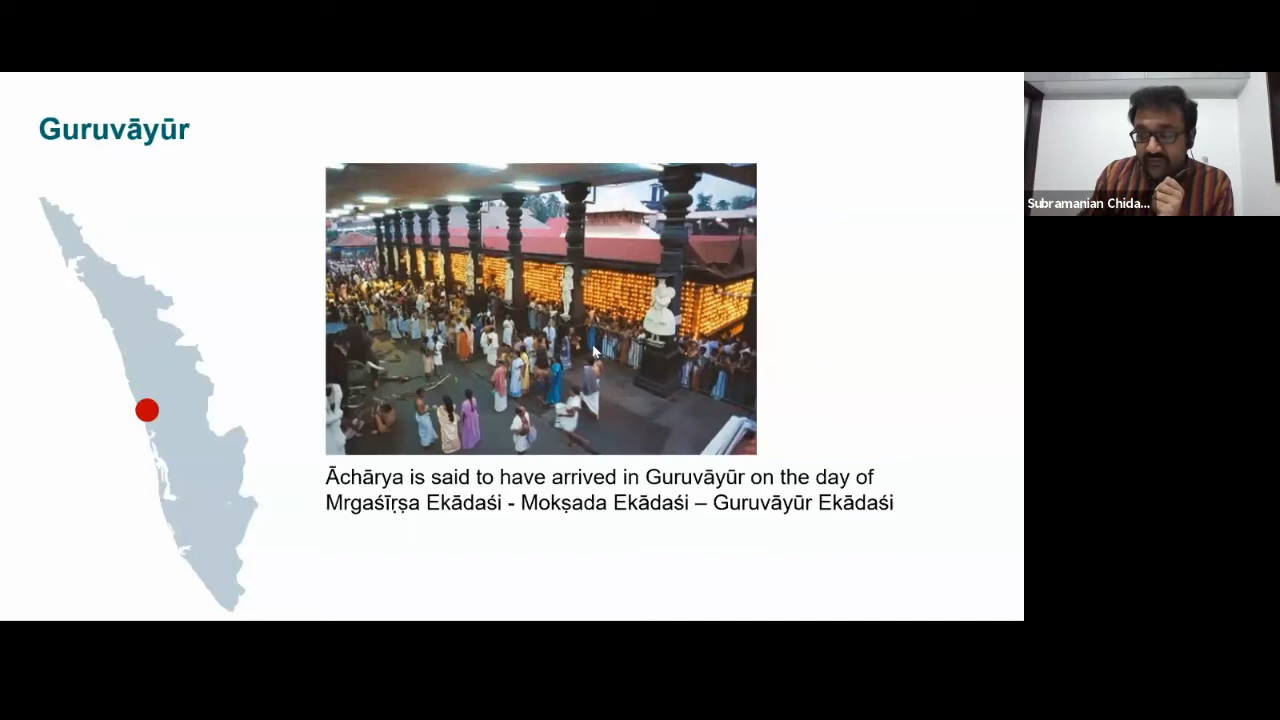 Guruvāyūr
Subramanian Chida...
Āchārya is said to have arrived in Guruvāyūr on the day of
Mrgaśīṛṣa Ekādaśi - Mokṣada Ekādaśi – Guruvāyūr Ekādaśi